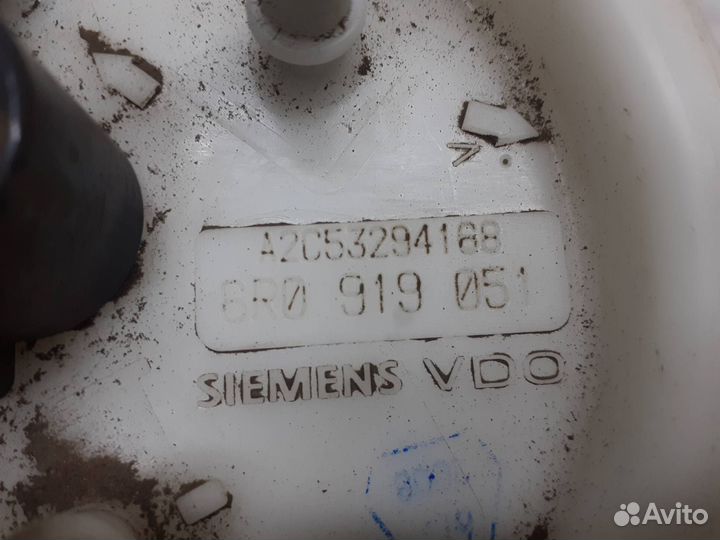 A2C53294188
6R0 919 051
SIEMENS VDO
Avito